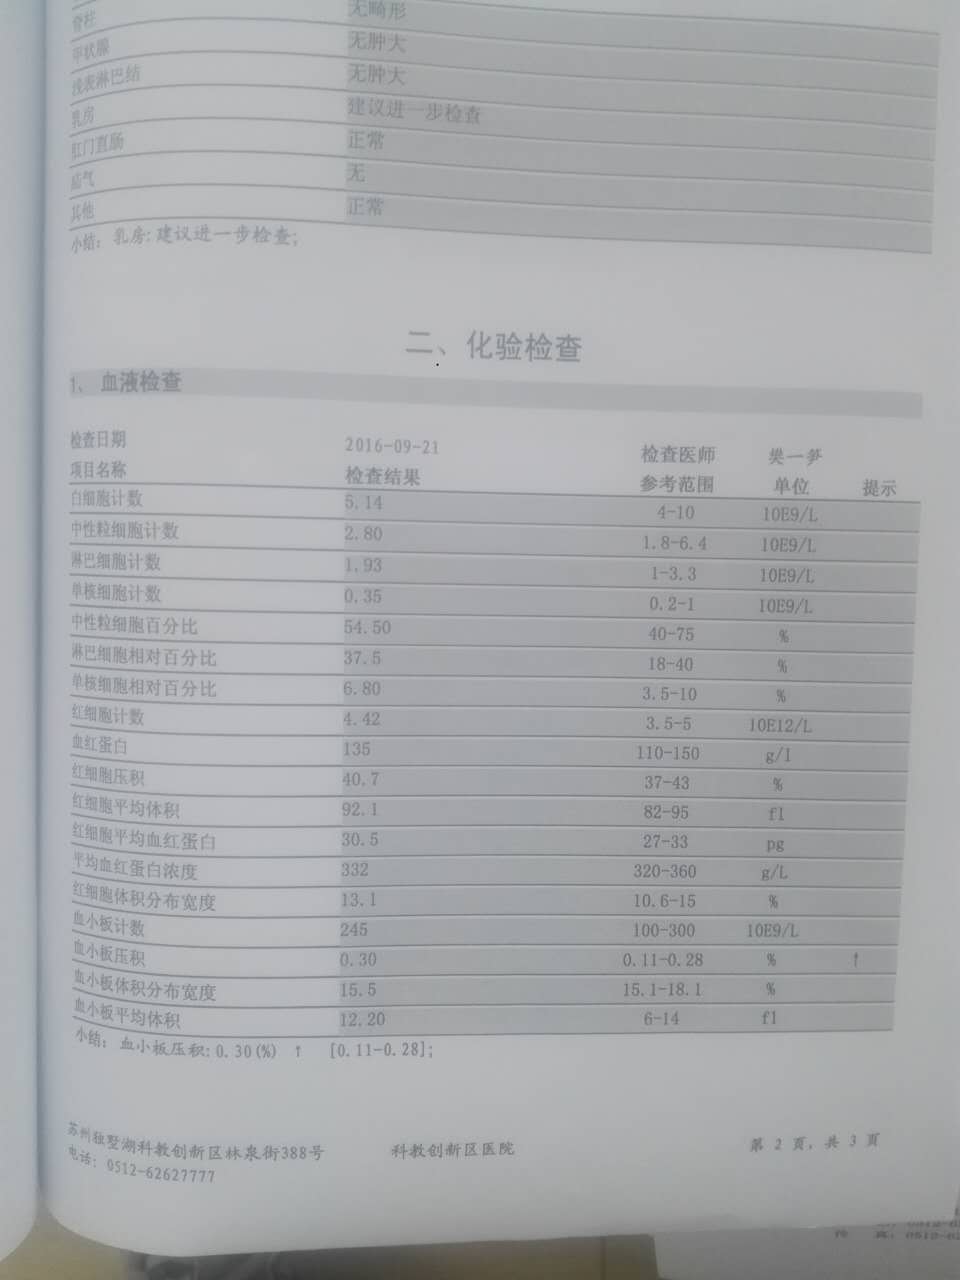 脊柱 无畸形
甲状腺 无肿大
浅表淋巴结 无肿大
乳房 建议进一步检查
肛门直肠 正常
疝气 无
其他 正常
小结: 乳房:建议进一步检查;
二、化验检查
1、 血液检查
检查日期 2016-09-21 检查医师 樊一笋
项目名称 检查结果 参考范围 单位 提示
白细胞计数 5.14 4-10 10E9/L
中性粒细胞计数 2.80 1.8-6.4 10E9/L
淋巴细胞计数 1.93 1-3.3 10E9/L
单核细胞计数 0.35 0.2-1 10E9/L
中性粒细胞百分比 54.50 40-75 %
淋巴细胞相对百分比 37.5 18-40 %
单核细胞相对百分比 6.80 3.5-10 %
红细胞计数 4.42 3.5-5 10E12/L
血红蛋白 135 110-150 g/l
红细胞压积 40.7 37-43 %
红细胞平均体积 92.1 82-95 fl
红细胞平均血红蛋白 30.5 27-33 pg
平均血红蛋白浓度 332 320-360 g/L
红细胞体积分布宽度 13.1 10.6-15 %
血小板计数 245 100-300 10E9/L
血小板压积 0.30 0.11-0.28 % ↑
血小板体积分布宽度 15.5 15.1-18.1 %
血小板平均体积 12.20 6-14 fl
小结: 血小板压积:0.30(%) ↑ [0.11-0.28];
苏州独墅湖科教创新区林泉街388号 科教创新区医院 第 2 页,共 3 页
电话: 0512-62627777